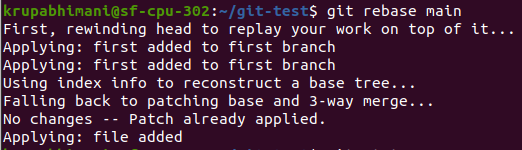 krupabhimani@sf-cpu-302:~/git-test$ git rebase main
First, rewinding head to replay your work on top of it...
Applying: first added to first branch
Applying: first added to first branch
Using index info to reconstruct a base tree...
Falling back to patching base and 3-way merge...
No changes -- Patch already applied.
Applying: file added